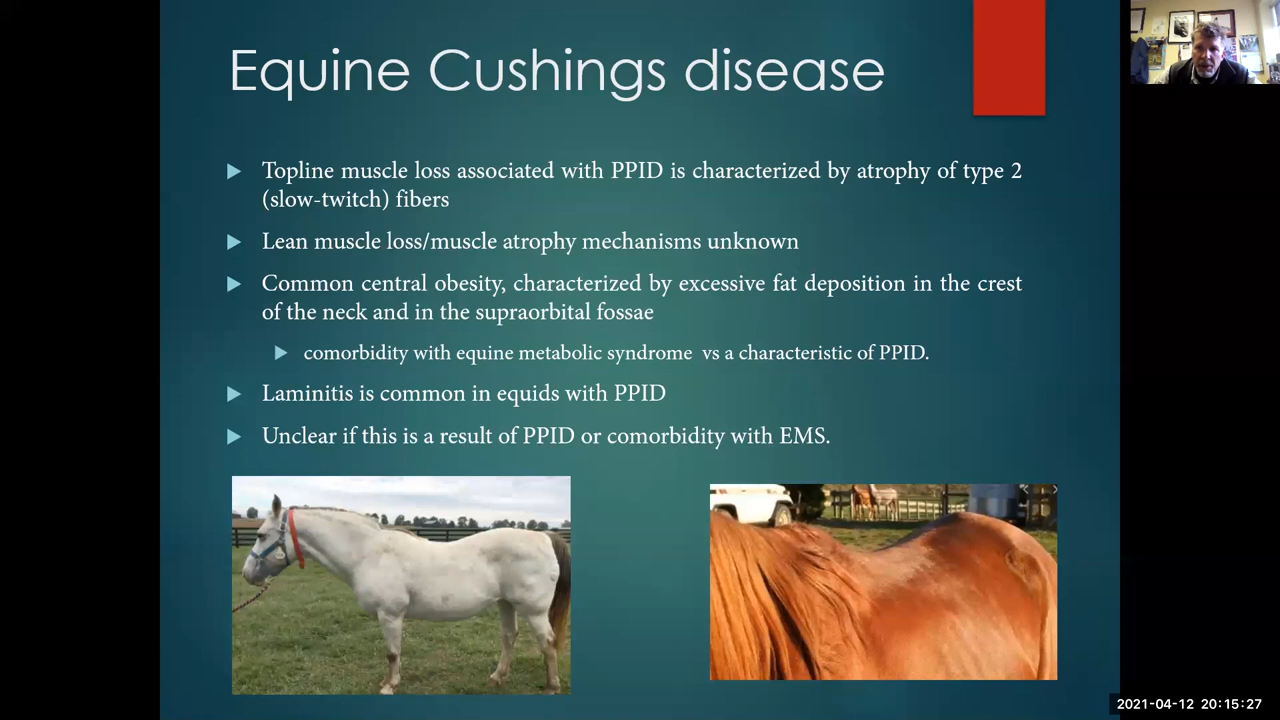 Equine Cushings disease
Topline muscle loss associated with PPID is characterized by atrophy of type 2
(slow-twitch) fibers
Lean muscle loss/muscle atrophy mechanisms unknown
Common central obesity, characterized by excessive fat deposition in the crest
of the neck and in the supraorbital fossae
comorbidity with equine metabolic syndrome vs a characteristic of PPID.
Laminitis is common in equids with PPID
Unclear if this is a result of PPID or comorbidity with EMS.
2021-04-12 20:15:27